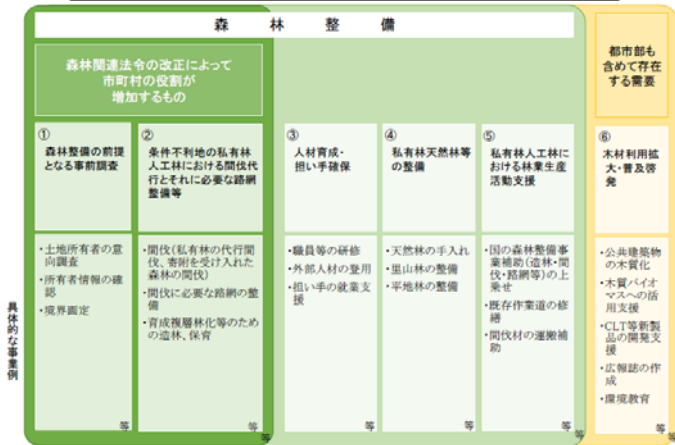 森林整備
森林関連法令の改正によって
市町村の役割が
増加するもの
都市部も
含めて存在
する需要
①
森林整備の前提
となる事前調査
②
条件不利地の私有林
人工林における間伐代
行とそれに必要な路網
整備等
③
人材育成・
担い手確保
④
私有林天然林等
の整備
⑤
私有林人工林に
おける林業生産
活動支援
⑥
木材利用拡
大・普及啓
発
具体的な事業例
・土地所有者の意
向調査
・所有者情報の確
認
・境界画定
等
・間伐(私有林の代行間
伐、寄附を受け入れた
森林の間伐)
・間伐に必要な路網の整
備
・育成複層林化等のため
の造林、保育
等
等
・職員等の研修
・外部人材の登用
・担い手の就業支
援
等
・天然林の手入れ
・里山林の整備
・平地林の整備
等
・国の森林整備事
業補助(造林・間
伐・路網等)の上
乗せ
・既存作業道の修
繕
・間伐材の運搬補
助
等
等
・公共建築物
の木質化
・木質バイオ
マスへの活
用支援
・CLT等新製
品の開発支
援
・広報誌の作
成
・環境教育
等
等